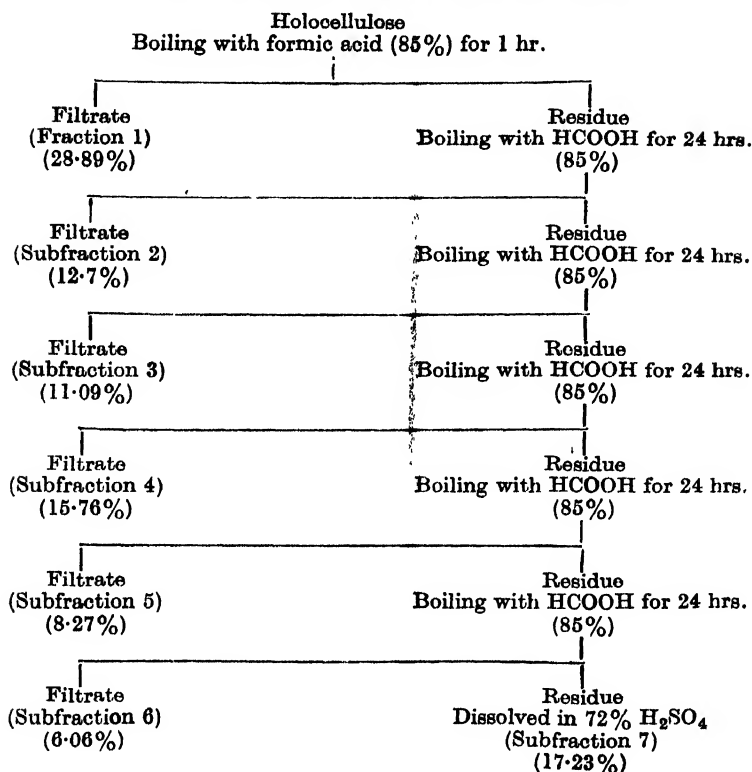 Holocellulose
Boiling with formic acid (85%) for 1 hr.
Filtrate
(Fraction 1)
(28·89%)
Residue
Boiling with HCOOH for 24 hrs.
(85%)
Filtrate
(Subfraction 2)
(12·7%)
Residue
Boiling with HCOOH for 24 hrs.
(85%)
Filtrate
(Subfraction 3)
(11·09%)
Residue
Boiling with HCOOH for 24 hrs.
(85%)
Filtrate
(Subfraction 4)
(15·76%)
Residue
Boiling with HCOOH for 24 hrs.
(85%)
Filtrate
(Subfraction 5)
(8·27%)
Residue
Boiling with HCOOH for 24 hrs.
(85%)
Filtrate
(Subfraction 6)
(6·06%)
Residue
Dissolved in 72% H₂SO₄
(Subfraction 7)
(17·23%)